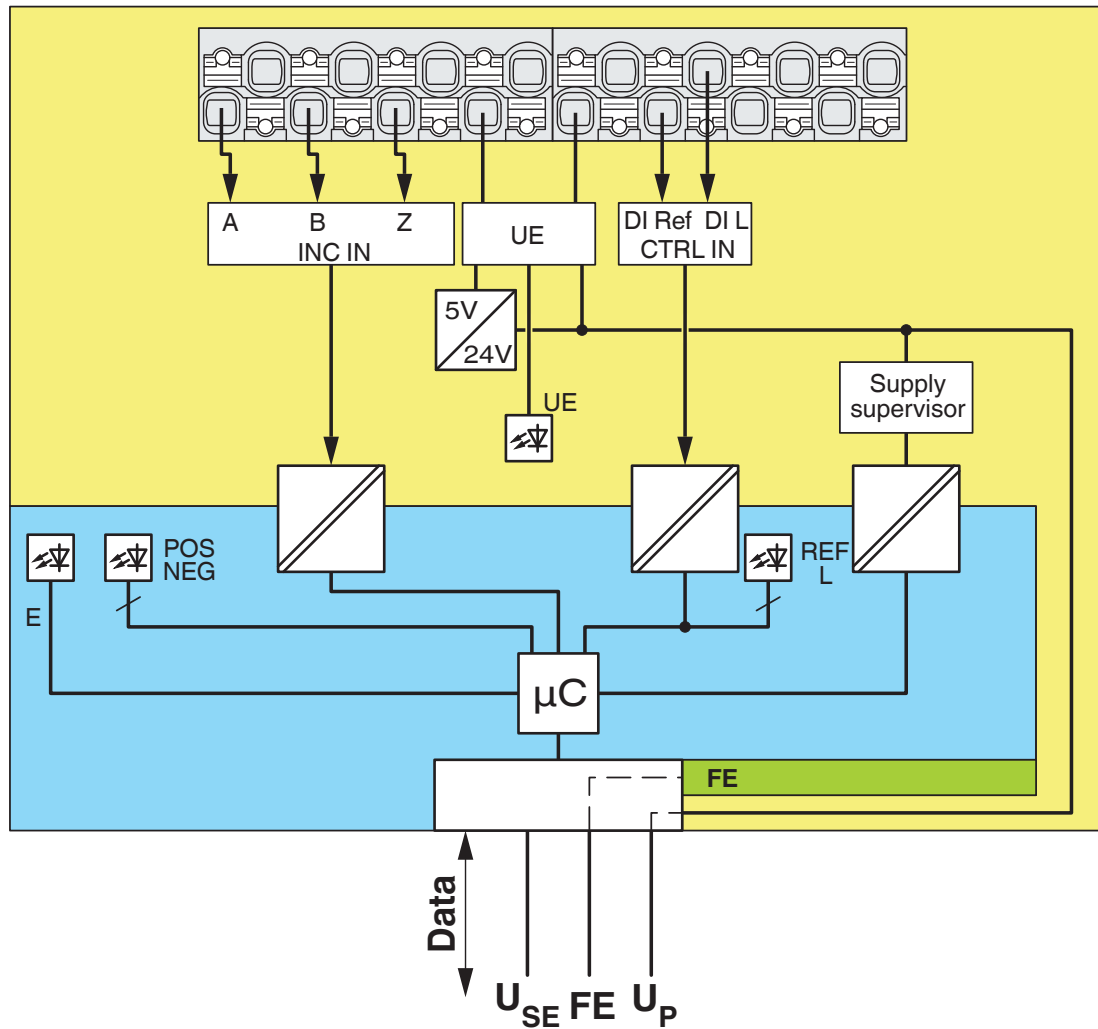 A B Z
INC IN
UE
DI Ref DI L
CTRL IN
5V
24V
UE
Supply
supervisor
POS
NEG
REF
L
E
µC
FE
Data
USE FE UP